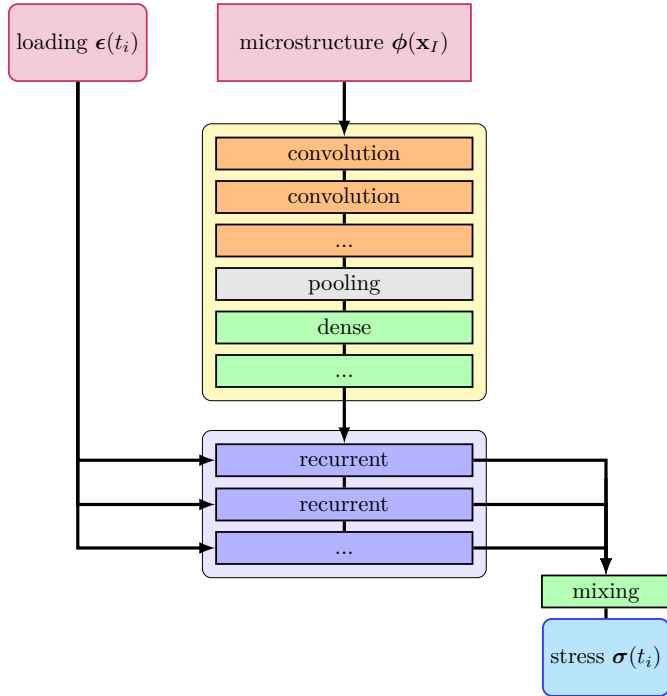 loading ϵ(tᵢ)
microstructure ϕ(x_I)
convolution
convolution
...
pooling
dense
...
recurrent
recurrent
...
mixing
stress σ(tᵢ)